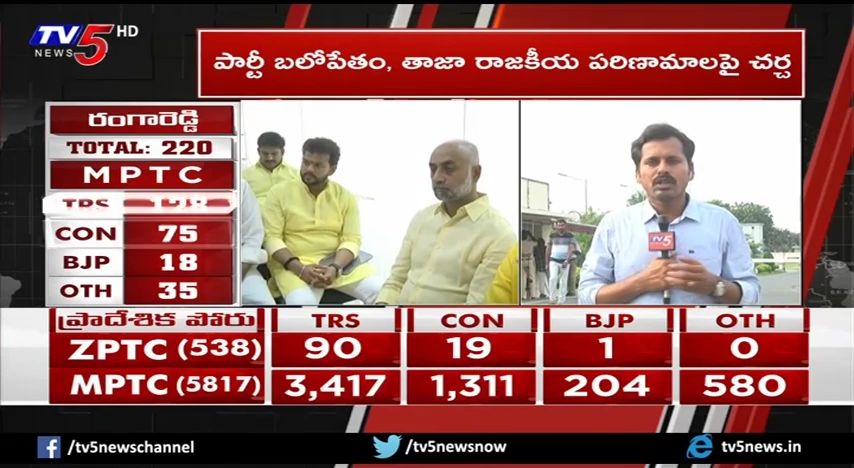 TV5 HD
NEWS
పార్టీ బలోపేతం, తాజా రాజకీయ పరిణామాలపై చర్చ
రంగారెడ్డి
TOTAL: 220
MPTC
TRS
CON 75
BJP 18
OTH 35
TV5
ప్రాదేశిక పోరు TRS CON BJP OTH
ZPTC (538) 90 19 1 0
MPTC (5817) 3,417 1,311 204 580
/tv5newschannel /tv5newsnow tv5news.in